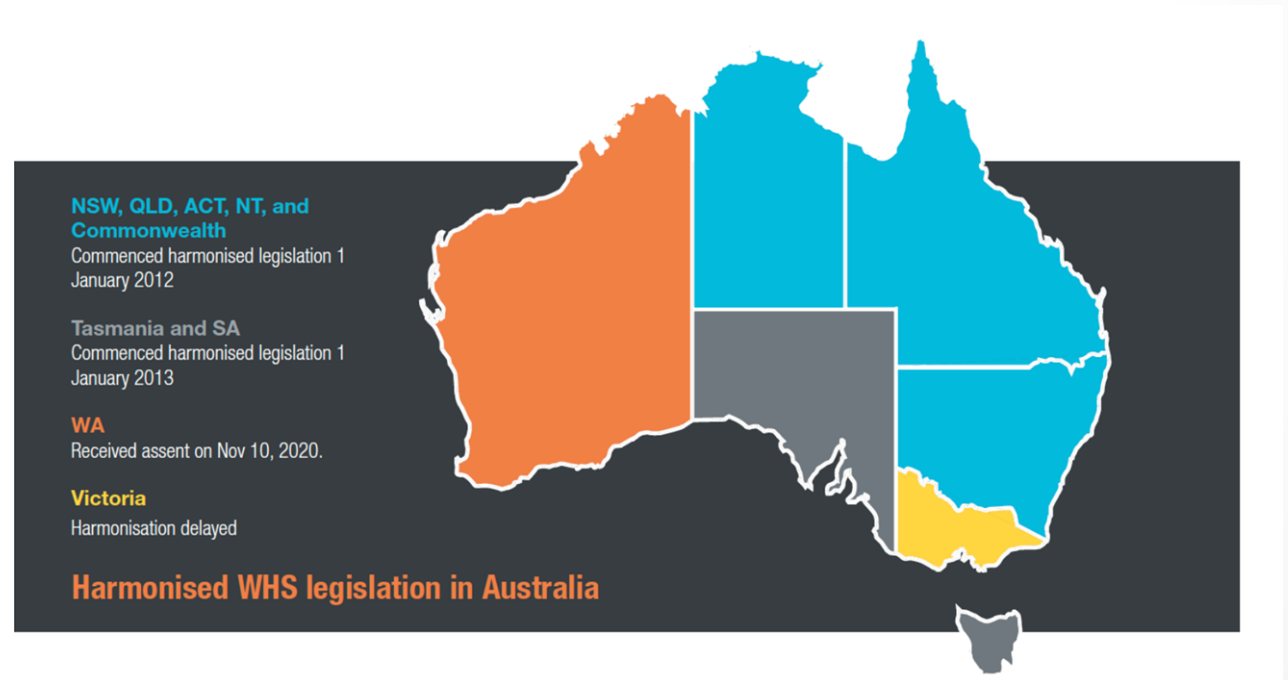 NSW, QLD, ACT, NT, and
Commonwealth
Commenced harmonised legislation 1
January 2012
Tasmania and SA
Commenced harmonised legislation 1
January 2013
WA
Received assent on Nov 10, 2020.
Victoria
Harmonisation delayed
Harmonised WHS legislation in Australia